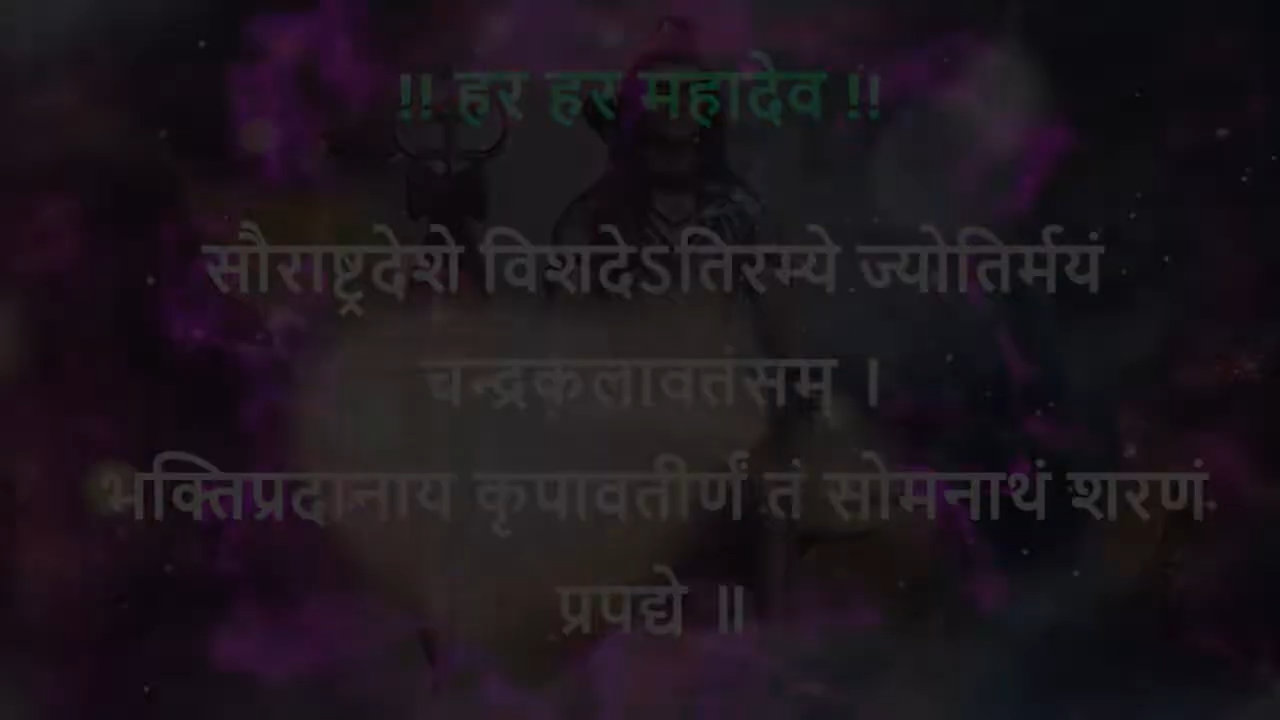 !! हर हर महादेव !!
सौराष्ट्रदेशे विशदेऽतिरम्ये ज्योतिर्मयं
चन्द्रकलावतंसम् ।
भक्तिप्रदानाय कृपावतीर्णं तं सोमनाथं शरणं
प्रपद्ये ॥